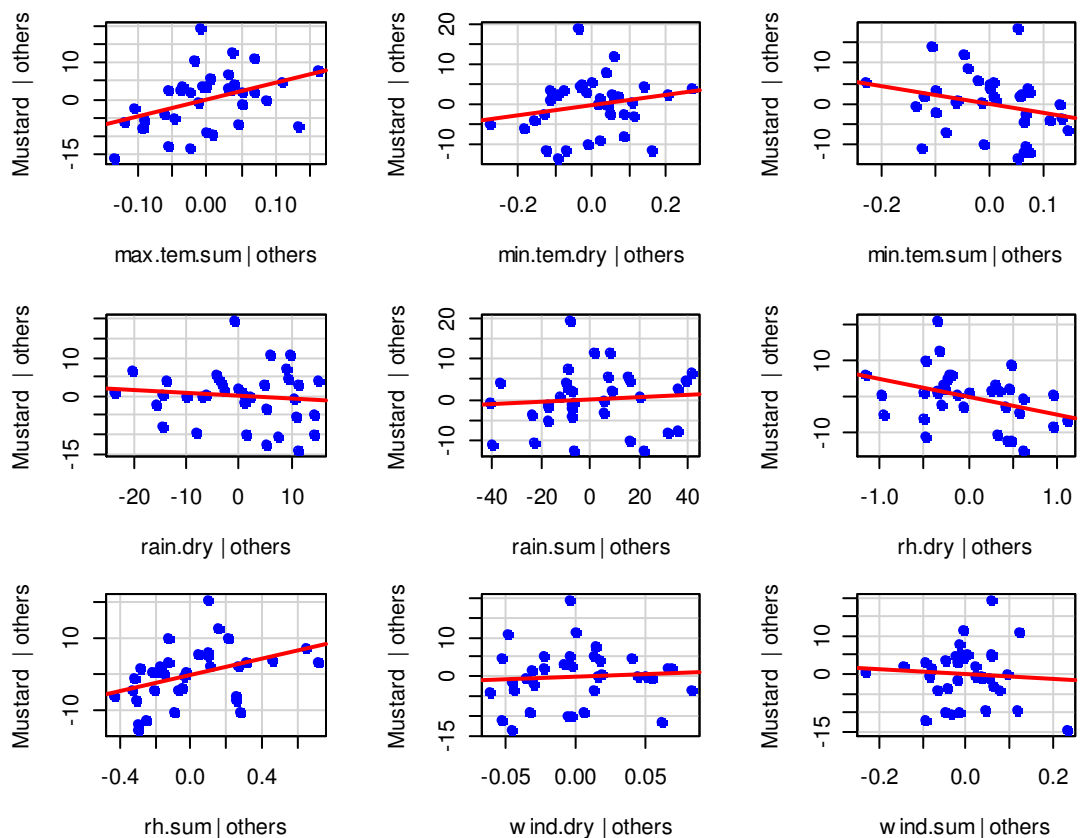 Mustard | others
-15 0 10
-0.10 0.00 0.10
max.tem.sum | others
Mustard | others
-10 0 10 20
-0.2 0.0 0.2
min.tem.dry | others
Mustard | others
-10 0 10
-0.2 0.0 0.1
min.tem.sum | others
Mustard | others
-15 0 10
-20 0 10
rain.dry | others
Mustard | others
-10 0 10 20
-40 -20 0 20 40
rain.sum | others
Mustard | others
-10 10
-1.0 0.0 1.0
rh.dry | others
Mustard | others
-10 10
-0.4 0.0 0.4
rh.sum | others
Mustard | others
-15 0 10
-0.05 0.00 0.05
wind.dry | others
Mustard | others
-15 0 10
-0.2 0.0 0.2
wind.sum | others